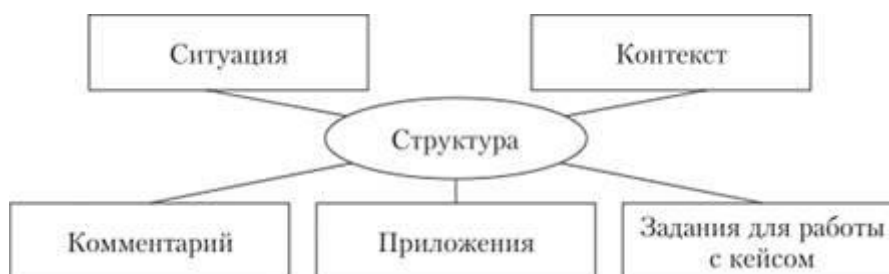 Ситуация
Контекст
Структура
Комментарий
Приложения
Задания для работы
с кейсом